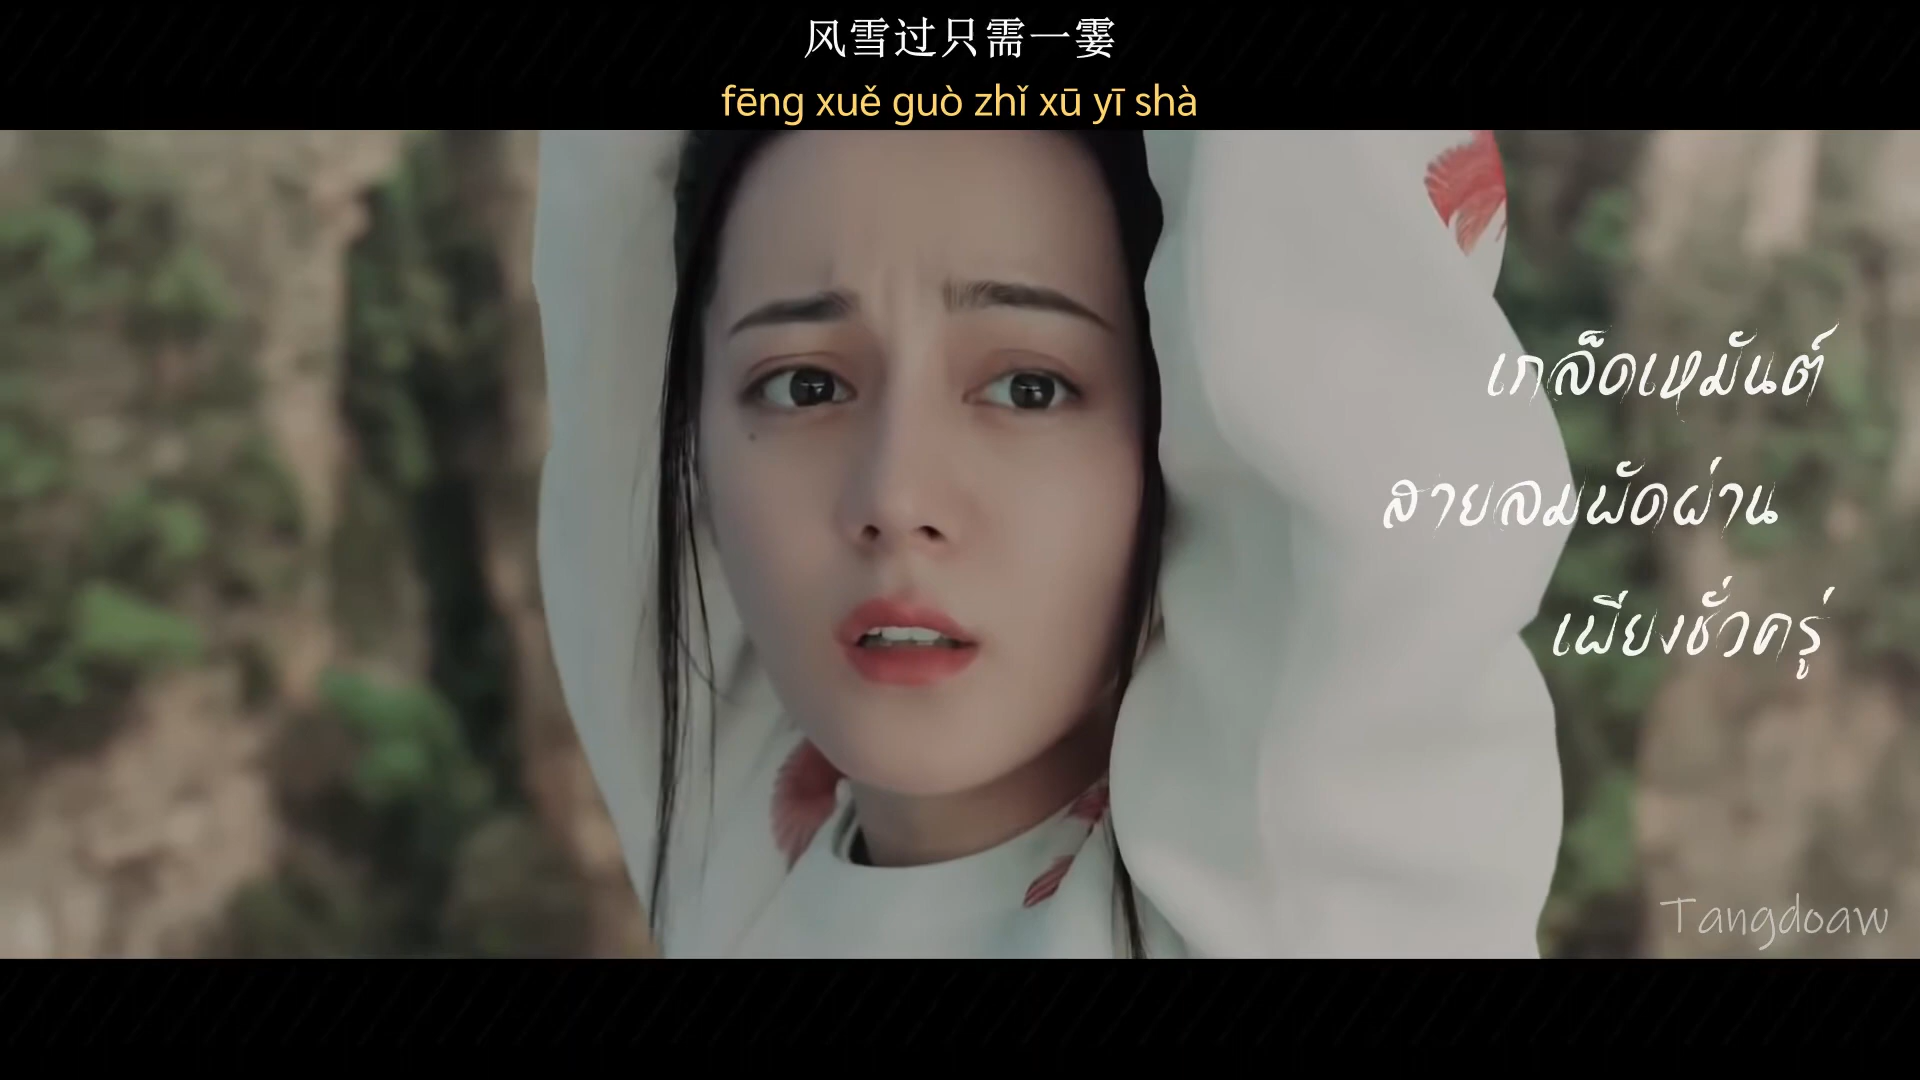 风雪过只需一霎
fēng xuě guò zhǐ xū yī shà
เกล็ดเหมันต์
สายลมพัดผ่าน
เพียงชั่วครู่
Tangdoaw